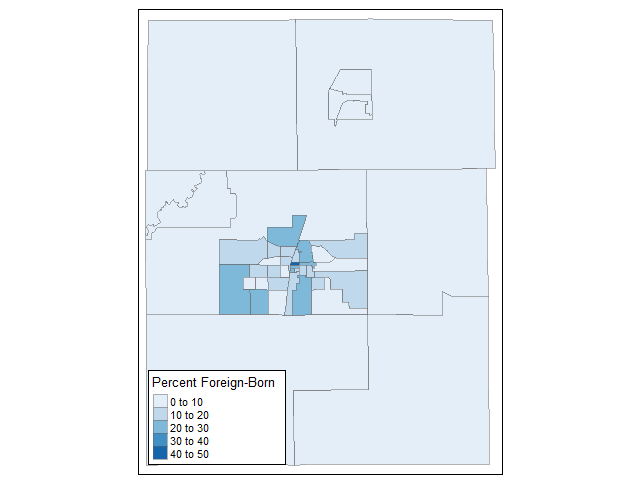 Percent Foreign-Born
0 to 10
10 to 20
20 to 30
30 to 40
40 to 50